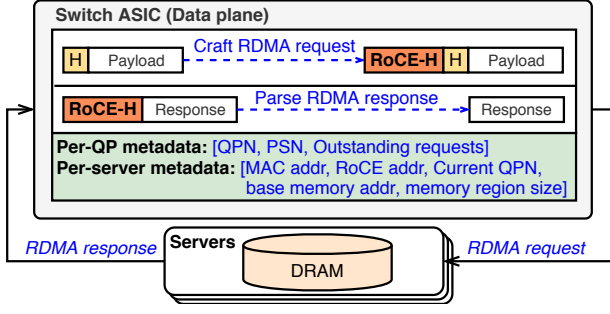 Switch ASIC (Data plane)
H Payload Craft RDMA request RoCE-H H Payload
RoCE-H Response Parse RDMA response Response
Per-QP metadata: [QPN, PSN, Outstanding requests]
Per-server metadata: [MAC addr, RoCE addr, Current QPN,
base memory addr, memory region size]
RDMA response Servers RDMA request
DRAM